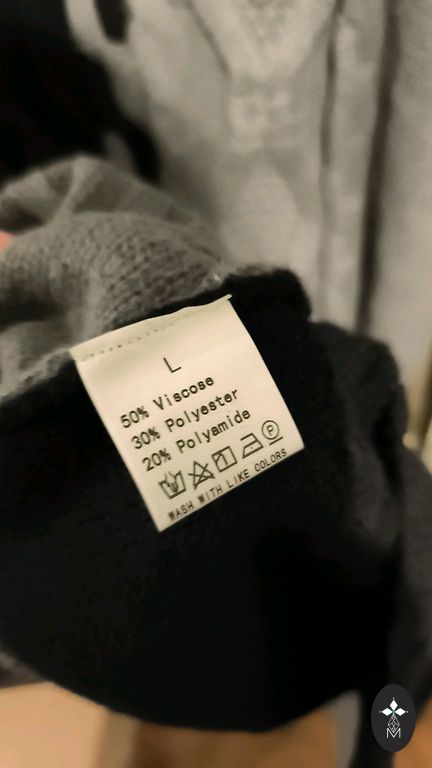 L
50% Viscose
30% Polyester
20% Polyamide
P
WASH WITH LIKE COLORS
M